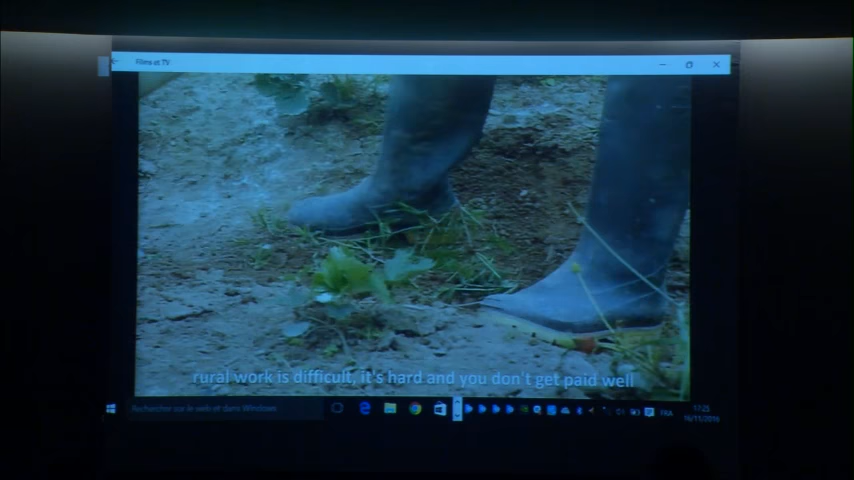 Films et TV
rural work is difficult, it's hard and you don't get paid well
Rechercher sur le web et dans Windows
FRA
17:25
16/11/2016